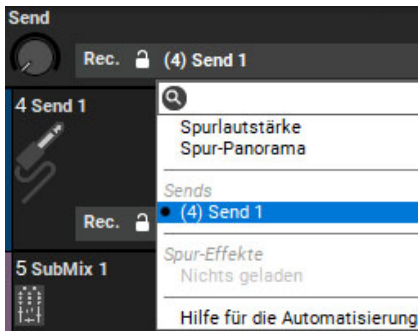 Send
Rec. (4) Send 1
4 Send 1
Spurlautstärke
Spur-Panorama
Sends
(4) Send 1
Rec.
Spur-Effekte
Nichts geladen
5 SubMix 1
Hilfe für die Automatisierung